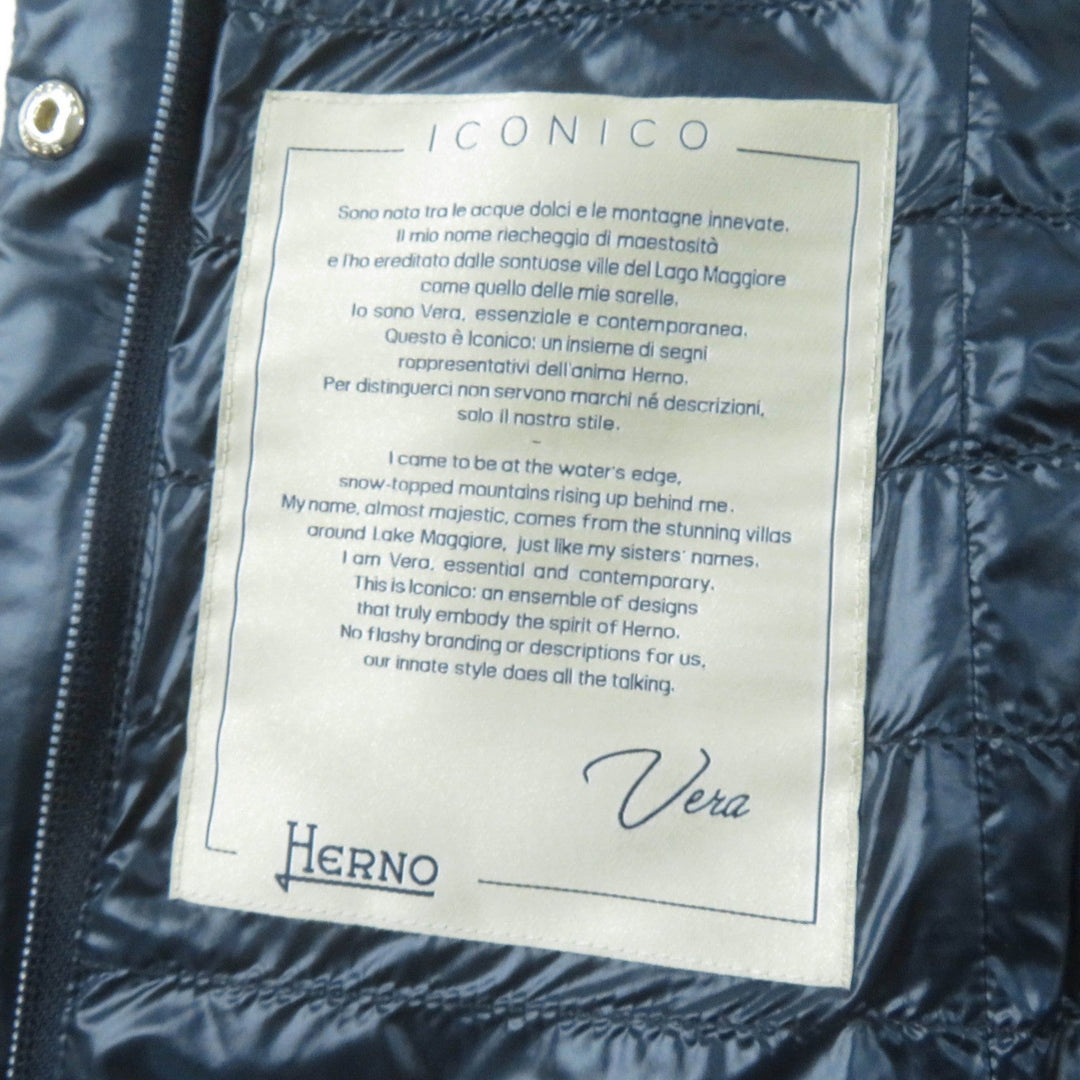 ICONICO
Sono nata tra le acque dolci e le montagne innevate.
Il mio nome riecheggia di maestosità
e l'ho ereditato dalle santuose ville del Lago Maggiore
come quello delle mie sorelle.
Io sono Vera, essenziale e contemporanea.
Questo è Iconico: un insieme di segni
rappresentativi dell'anima Herno.
Per distinguerci non servono marchi né descrizioni,
solo il nostro stile.
-
I came to be at the water's edge,
snow-topped mountains rising up behind me.
My name, almost majestic, comes from the stunning villas
around Lake Maggiore, just like my sisters' names.
I am Vera, essential and contemporary.
This is Iconico: an ensemble of designs
that truly embody the spirit of Herno.
No flashy branding or descriptions for us,
our innate style does all the talking.
Vera
HERNO